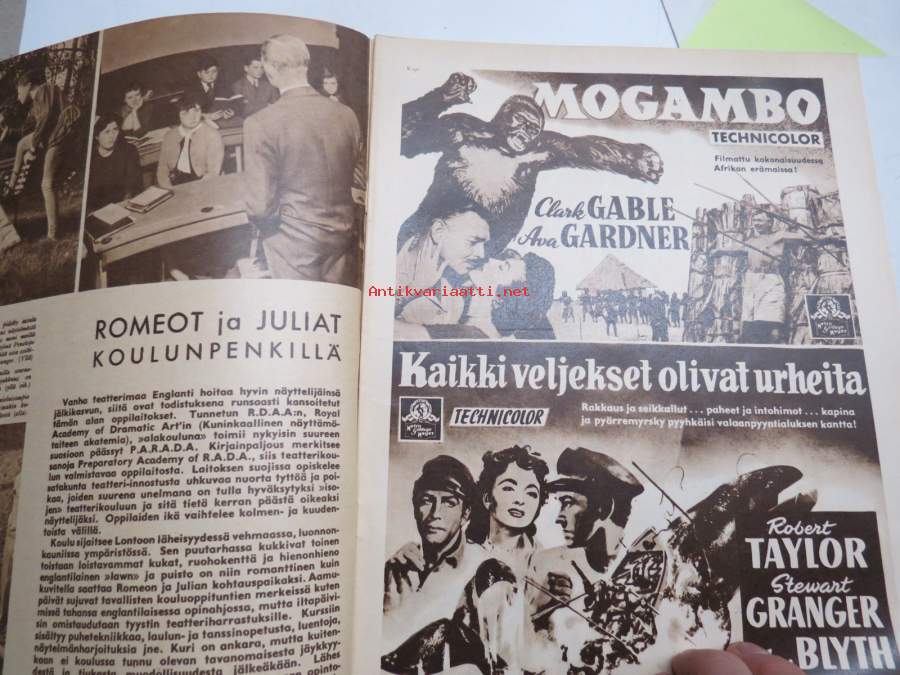 ROMEOT ja JULIAT
KOULUNPENKILLÄ
Vanha teatterimaa Englanti hoitaa hyvin näyttelijäinsä
jälkikasvun, siitä ovat todistuksena runsaasti kansoitetut
tämän alan oppilaitokset. Tunnetun R.D.A.A:n, Royal
Academy of Dramatic Art'in (Kuninkaallinen näyttämö-
taiteen akatemia), »alakouluna» toimii nykyisin suureen
suosioon päässyt P.A.R.A.D.A. Kirjainpaljous merkitsee
sanoja Preparatory Academy of R.A.D.A., siis teatterikou-
lun valmistavaa oppilaitosta. Laitoksen suojissa opiskelee
satakunta teatteri-innostusta uhkuvaa nuorta tyttöä ja poi-
kaa, joiden suurena unelmana on tulla hyväksytyksi »iso-
jen» teatterikouluun ja sitä tietä kerran päästä oikeaksi
näyttelijäksi. Oppilaiden ikä vaihtelee kolmen- ja kuuden-
toista välillä.
Koulu sijaitsee Lontoon läheisyydessä vehmaassa, luonnon-
kauniissa ympäristössä. Sen puutarhassa kukkivat toinen
toistaan loistavammat kukat, ruohokenttä ja hienonhieno
englantilainen »lawn» ja puisto on niin romanttinen kuin
kuvitella saattaa Romeon ja Julian kohtauspaikaksi. Aamu-
päivät sujuvat tavallisten kouluoppituntien merkeissä kuten
missä tahansa englantilaisessa opinahjossa, mutta iltapäivi-
sin omistaudutaan tyystin teatteriharrastuksille. Kurssiin
sisältyy puhetekniikkaa, laulun- ja tanssinopetusta, luentoja,
näytelmänharjoituksia jne. Kuri on ankara, mutta kuiten-
kaan ei koulussa tunnu olevan tavanomaisesta jäykkyy-
destä ja tiukasta muodollisuudesta jälkeäkään. Lähes
MOGAMBO
TECHNICOLOR
Filmattu kokonaisuudessa
Afrikan erämaissa!
Clark GABLE
Ava GARDNER
Antikvariaatti.net
Metro Goldwyn Mayer
Kaikki veljekset olivat urheita
TECHNICOLOR
Rakkaus ja seikkailut... paheet ja intohimot... kapina
ja pyörremyrsky pyyhkäisi valaanpyyntialuksen kantta!
Metro Goldwyn Mayer
Robert
TAYLOR
Stewart
GRANGER
BLYTH